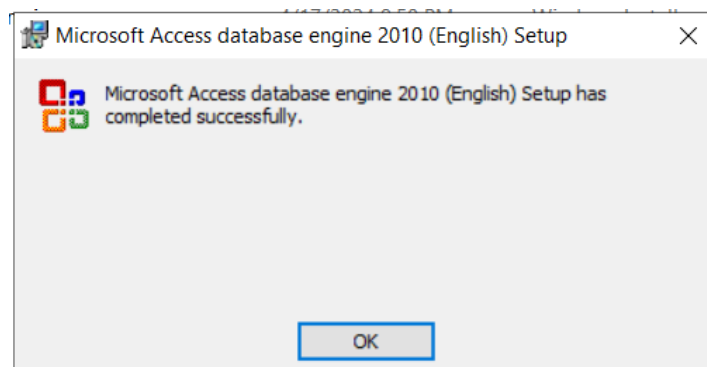 Microsoft Access database engine 2010 (English) Setup
Microsoft Access database engine 2010 (English) Setup has
completed successfully.
OK